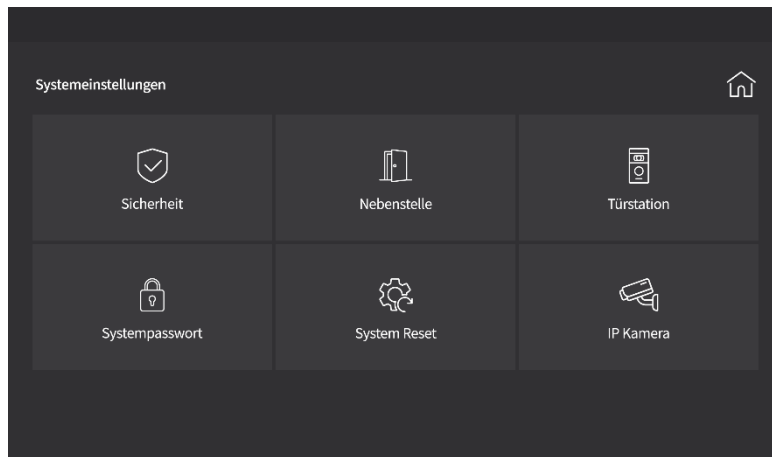 Systemeinstellungen
Sicherheit
Nebenstelle
Türstation
Systempasswort
System Reset
IP Kamera